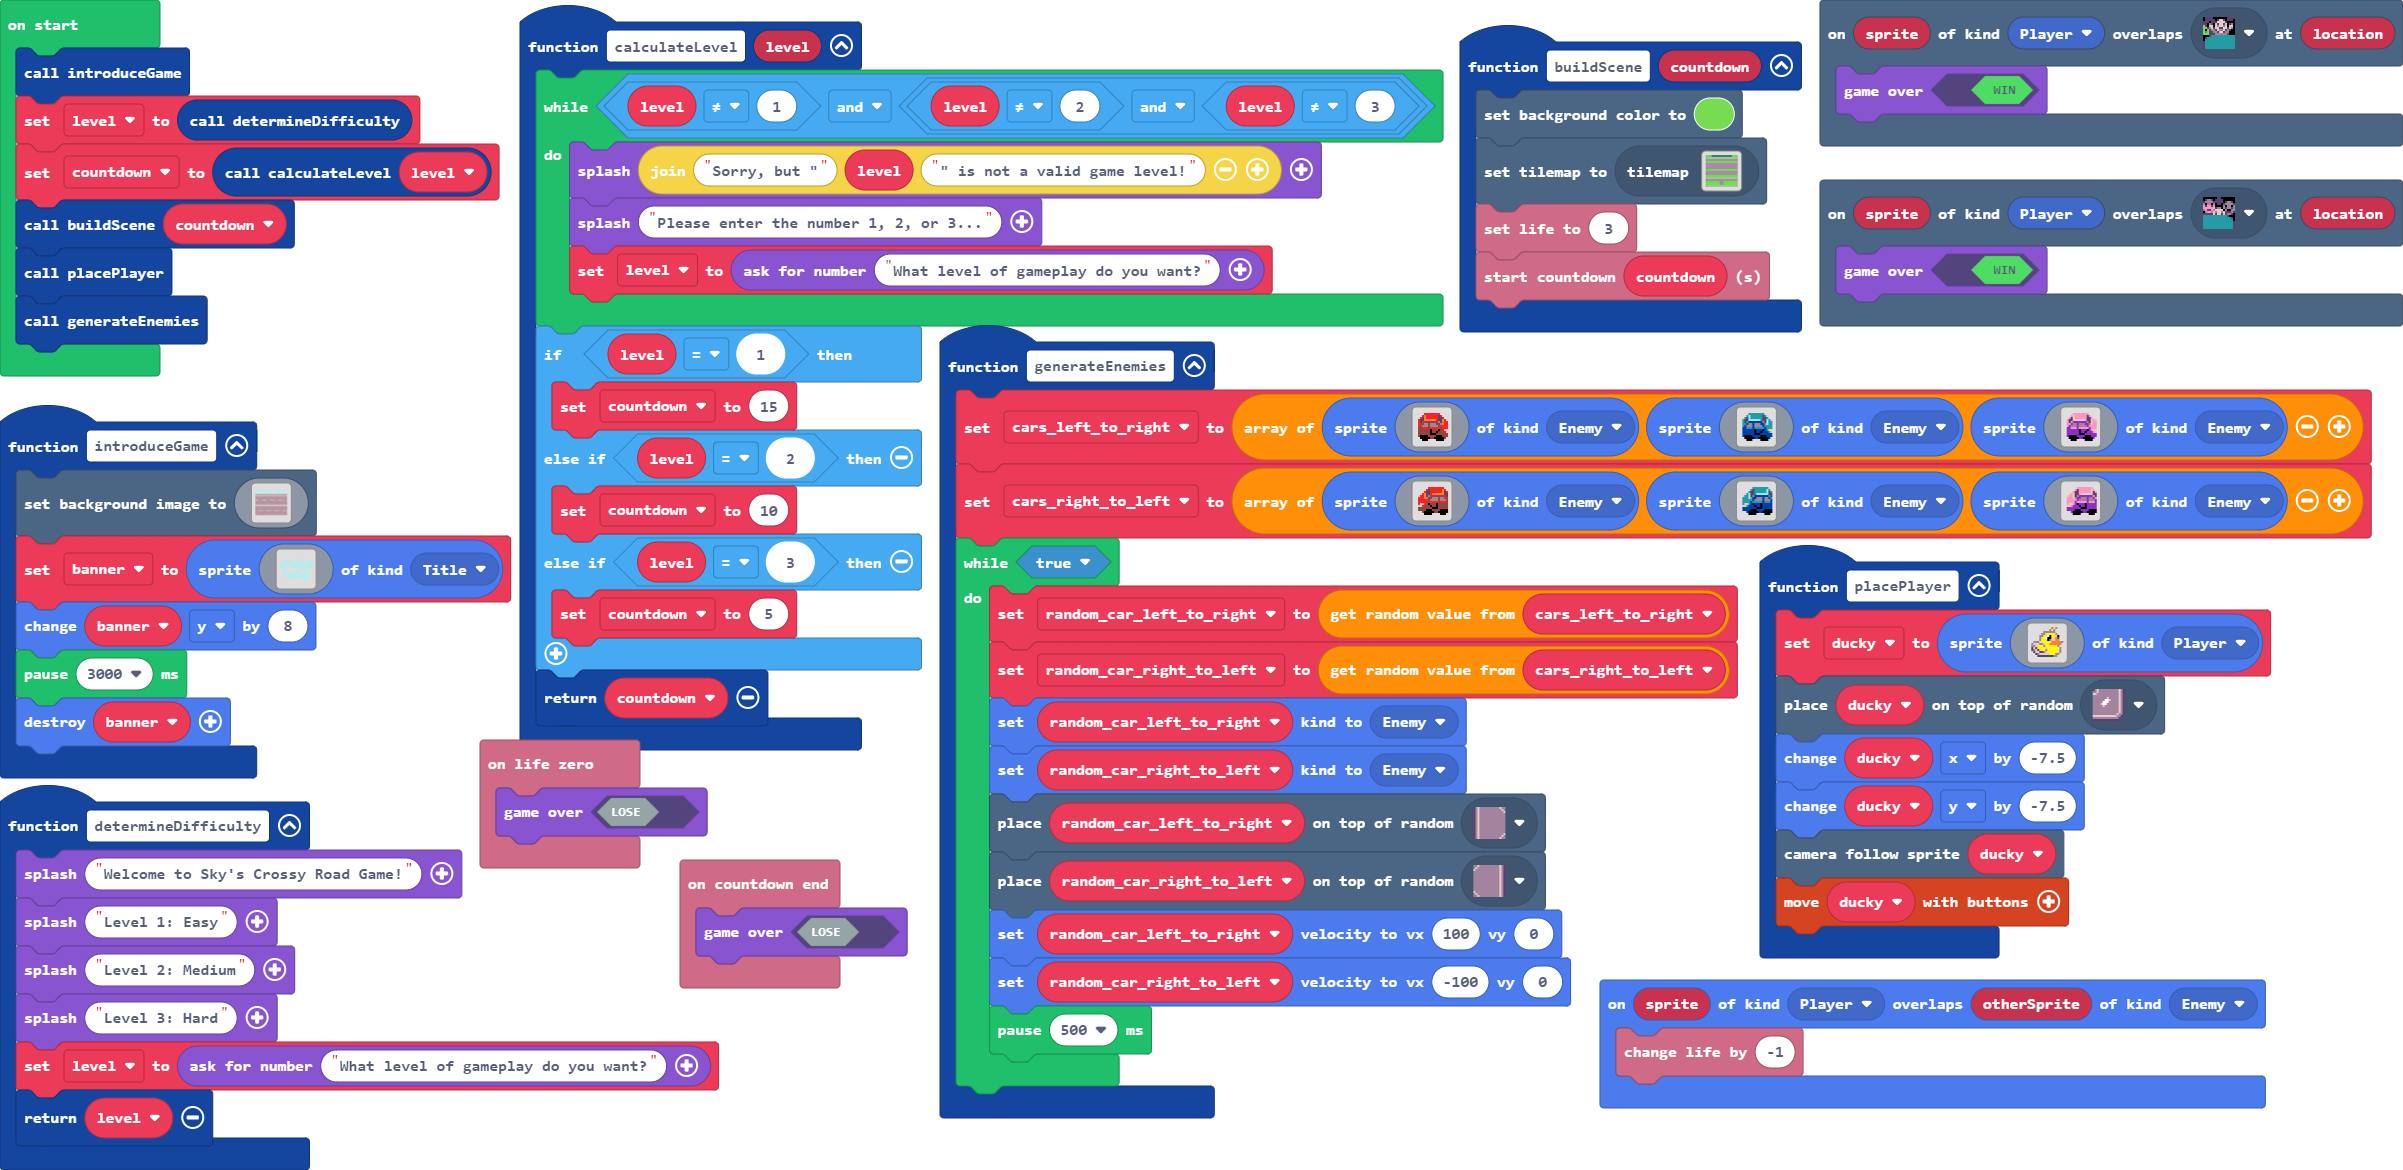 on start
call introduceGame
set level to call determineDifficulty
set countdown to call calculateLevel level
call buildScene countdown
call placePlayer
call generateEnemies
function introduceGame
set background image to
set banner to sprite of kind Title
change banner y by 8
pause 3000 ms
destroy banner
function determineDifficulty
splash "Welcome to Sky's Crossy Road Game!"
splash "Level 1: Easy"
splash "Level 2: Medium"
splash "Level 3: Hard"
set level to ask for number "What level of gameplay do you want?"
return level
function calculateLevel level
while level ≠ 1 and level ≠ 2 and level ≠ 3
do
splash join "Sorry, but " level " is not a valid game level!"
splash "Please enter the number 1, 2, or 3..."
set level to ask for number "What level of gameplay do you want?"
if level = 1 then
set countdown to 15
else if level = 2 then
set countdown to 10
else if level = 3 then
set countdown to 5
return countdown
on life zero
game over LOSE
on countdown end
game over LOSE
function buildScene countdown
set background color to
set tilemap to tilemap
set life to 3
start countdown countdown (s)
on sprite of kind Player overlaps at location
game over WIN
on sprite of kind Player overlaps at location
game over WIN
function generateEnemies
set cars_left_to_right to array of sprite of kind Enemy sprite of kind Enemy sprite of kind Enemy
set cars_right_to_left to array of sprite of kind Enemy sprite of kind Enemy sprite of kind Enemy
while true
do
set random_car_left_to_right to get random value from cars_left_to_right
set random_car_right_to_left to get random value from cars_right_to_left
set random_car_left_to_right kind to Enemy
set random_car_right_to_left kind to Enemy
place random_car_left_to_right on top of random
place random_car_right_to_left on top of random
set random_car_left_to_right velocity to vx 100 vy 0
set random_car_right_to_left velocity to vx -100 vy 0
pause 500 ms
function placePlayer
set ducky to sprite of kind Player
place ducky on top of random
change ducky x by -7.5
change ducky y by -7.5
camera follow sprite ducky
move ducky with buttons
on sprite of kind Player overlaps otherSprite of kind Enemy
change life by -1